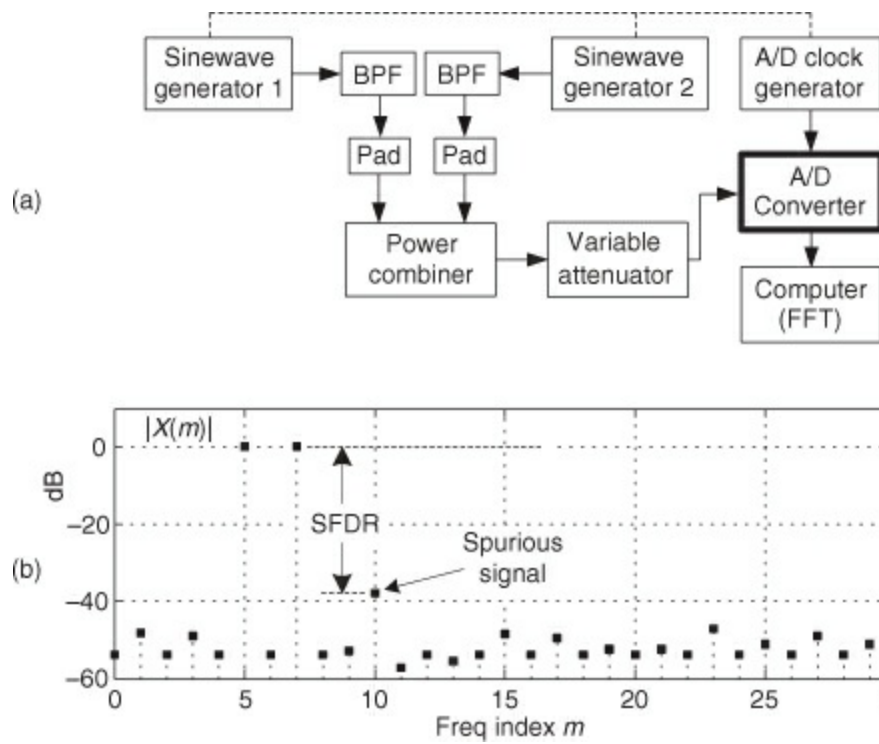 Sinewave
generator 1
BPF
BPF
Sinewave
generator 2
A/D clock
generator
Pad
Pad
(a)
A/D
Converter
Power
combiner
Variable
attenuator
Computer
(FFT)
|X(m)|
0
dB
−20
SFDR
Spurious
signal
(b)
−40
−60
0
5
10
15
20
25
Freq index m